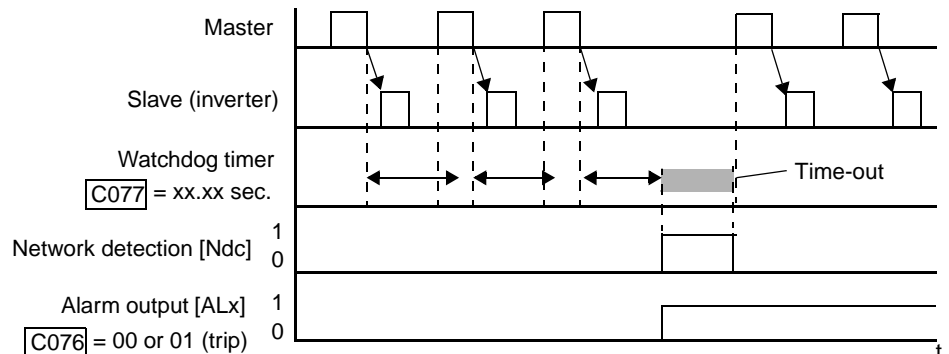 Master
Slave (inverter)
Watchdog timer
C077 = xx.xx sec.
Time-out
Network detection [Ndc]
1
0
Alarm output [ALx]
1
0
C076 = 00 or 01 (trip)
t